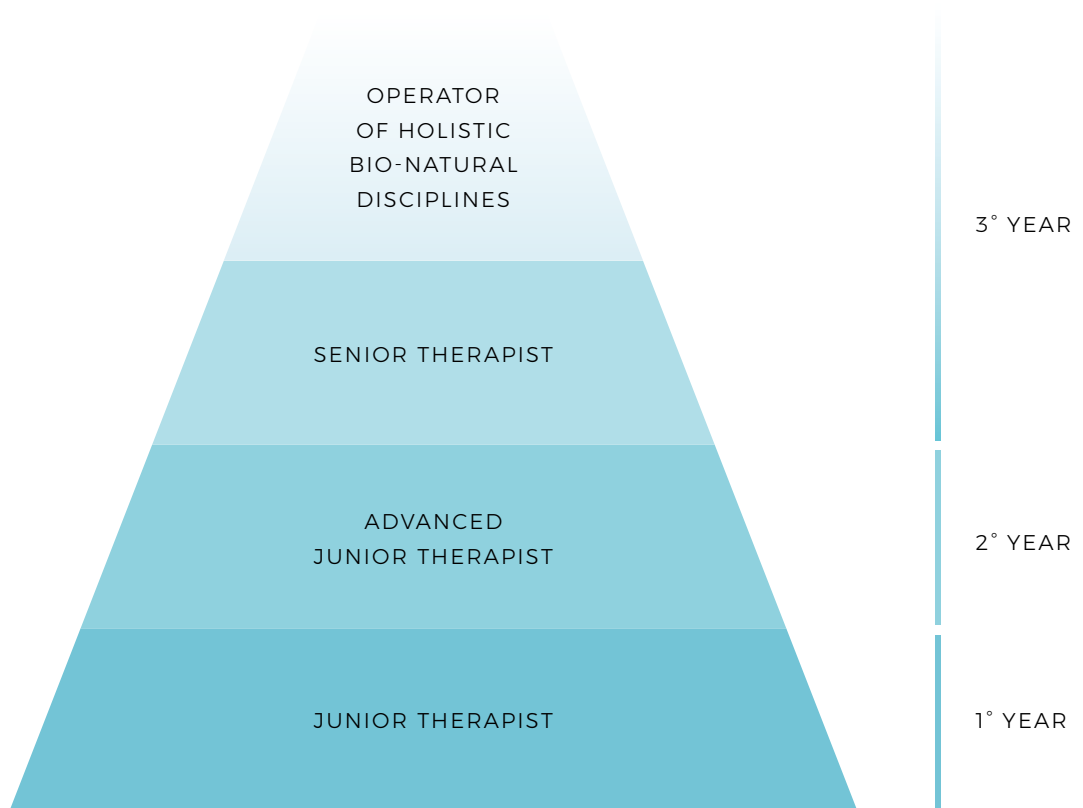 OPERATOR
OF HOLISTIC
BIO-NATURAL
DISCIPLINES
3° YEAR
SENIOR THERAPIST
ADVANCED
JUNIOR THERAPIST
2° YEAR
JUNIOR THERAPIST
1° YEAR